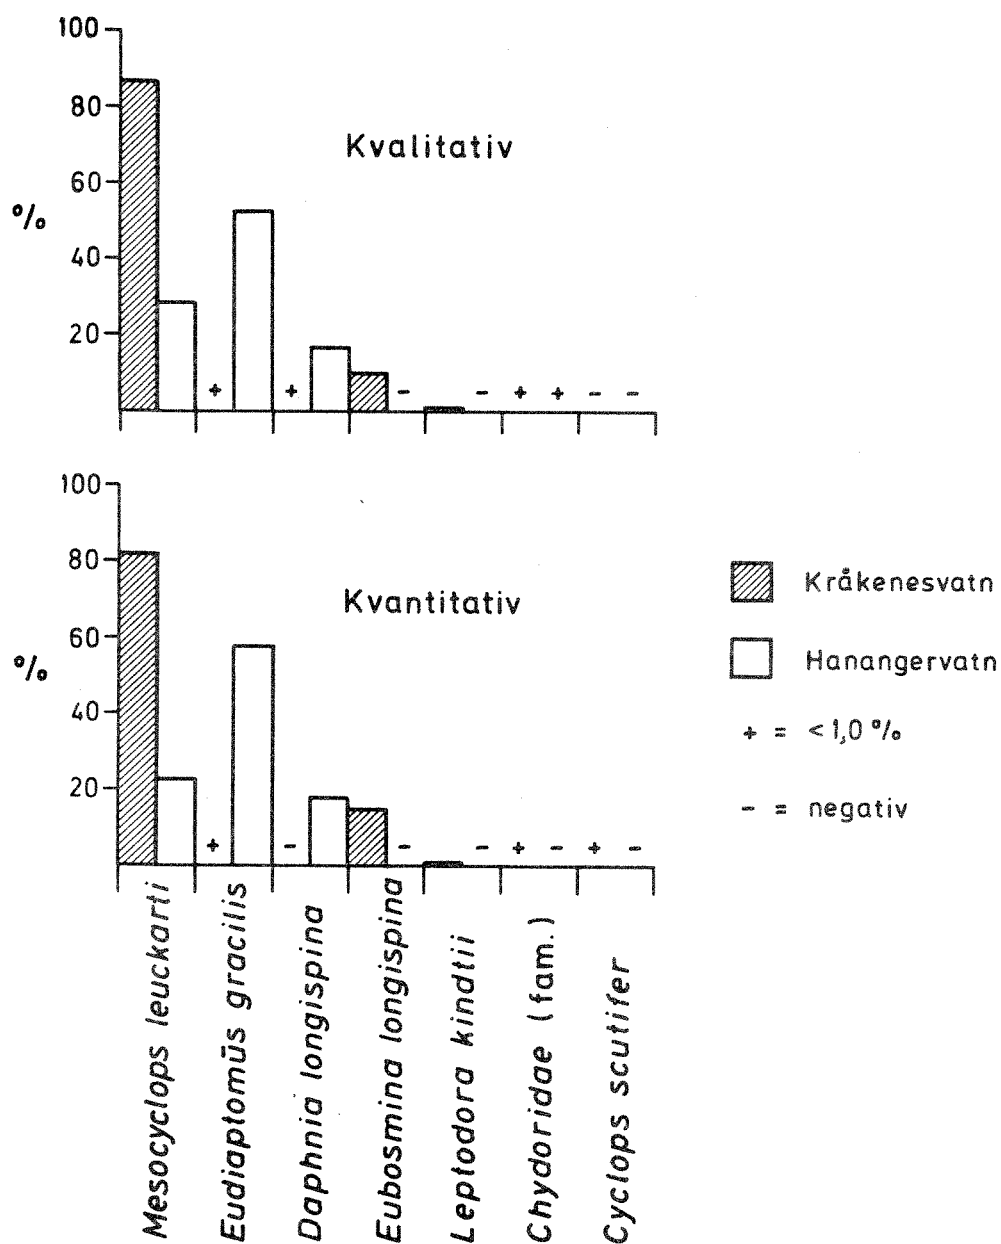 100
80
60
40
20
%
Kvalitativ
+ + - - + + - -
100
80
60
40
20
%
Kvantitativ
+ - - - + - + -
Kråkenesvatn
Hanangervatn
+ = < 1,0 %
- = negativ
Mesocyclops leuckarti
Eudiaptomus gracilis
Daphnia longispina
Eubosmina longispina
Leptodora kindtii
Chydoridae (fam.)
Cyclops scutifer